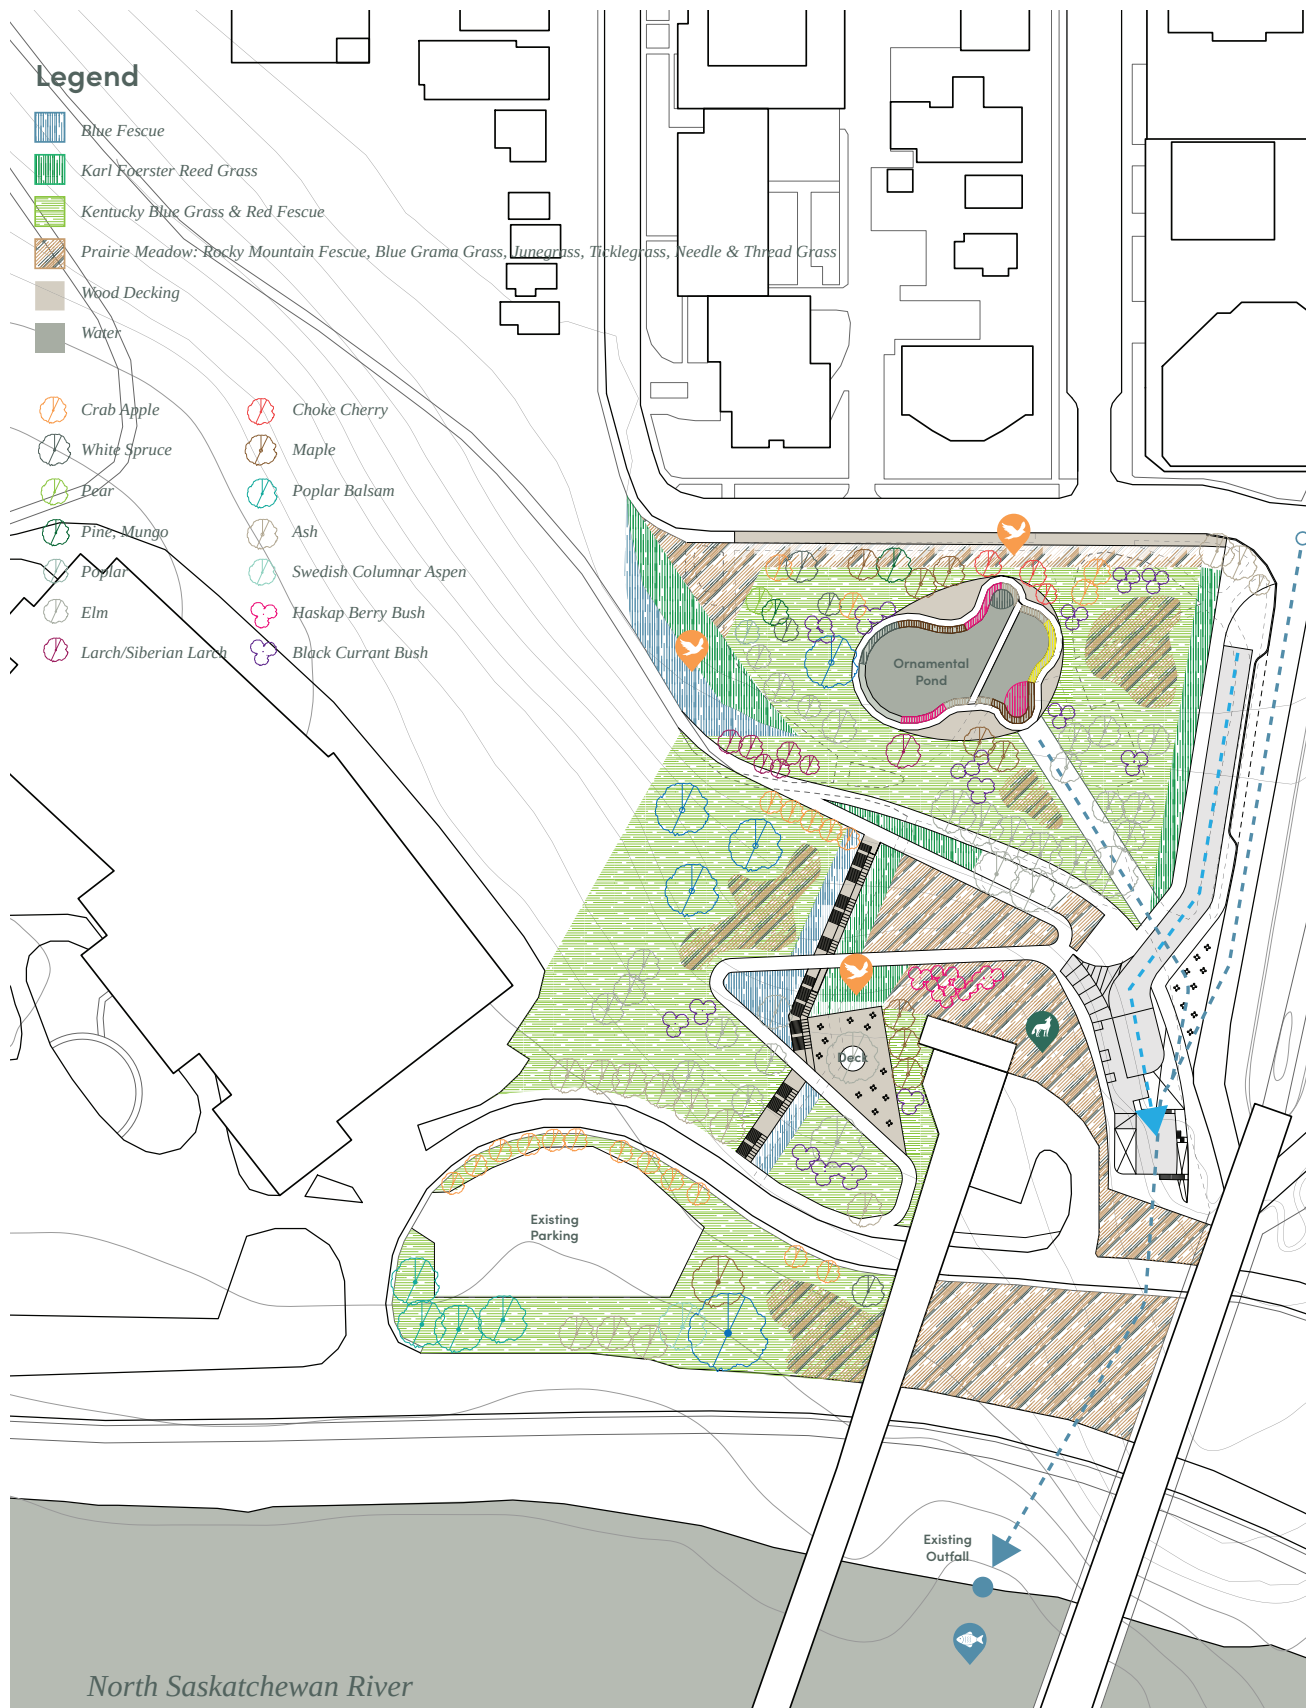 Legend
Blue Fescue
Karl Foerster Reed Grass
Kentucky Blue Grass & Red Fescue
Prairie Meadow: Rocky Mountain Fescue, Blue Grama Grass, Junegrass, Ticklegrass, Needle & Thread Grass
Wood Decking
Water
Crab Apple
White Spruce
Pear
Pine, Mungo
Poplar
Elm
Larch/Siberian Larch
Choke Cherry
Maple
Poplar Balsam
Ash
Swedish Columnar Aspen
Haskap Berry Bush
Black Currant Bush
Ornamental
Pond
Deck
Existing
Parking
Existing
Outfall
North Saskatchewan River